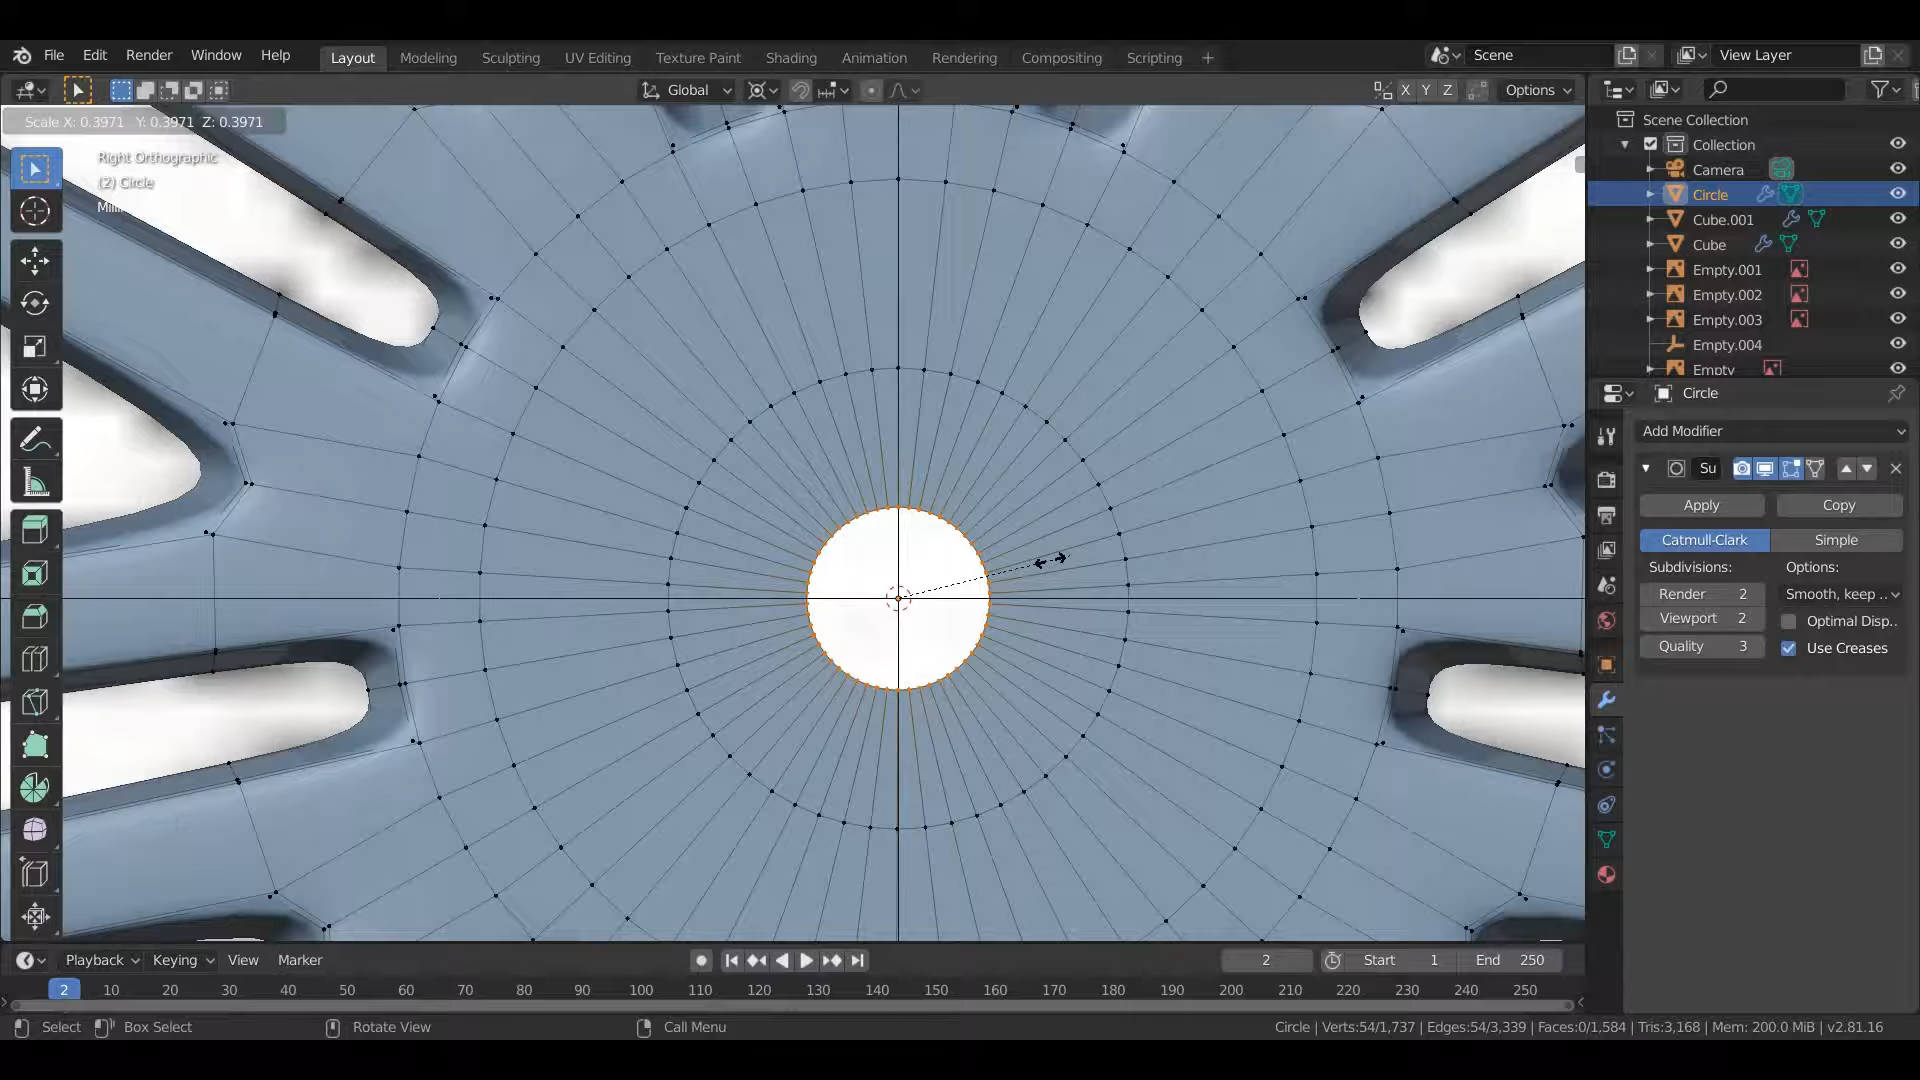 File Edit Render Window Help Layout Modeling Sculpting UV Editing Texture Paint Shading Animation Rendering Compositing Scripting + Scene View Layer
Global X Y Z Options
Scale X: 0.3971 Y: 0.3971 Z: 0.3971
Right Orthographic
(2) Circle
Scene Collection
Collection
Camera
Circle
Cube.001
Cube
Empty.001
Empty.002
Empty.003
Empty.004
Empty
Circle
Add Modifier
Su
Apply Copy
Catmull-Clark Simple
Subdivisions: Options:
Render 2 Smooth, keep ..
Viewport 2 Optimal Disp..
Quality 3 Use Creases
Playback Keying View Marker 2 Start 1 End 250
2 10 20 30 40 50 60 70 80 90 100 110 120 130 140 150 160 170 180 190 200 210 220 230 240 250
Select Box Select Rotate View Call Menu Circle | Verts:54/1,737 | Edges:54/3,339 | Faces:0/1,584 | Tris:3,168 | Mem: 200.0 MiB | v2.81.16